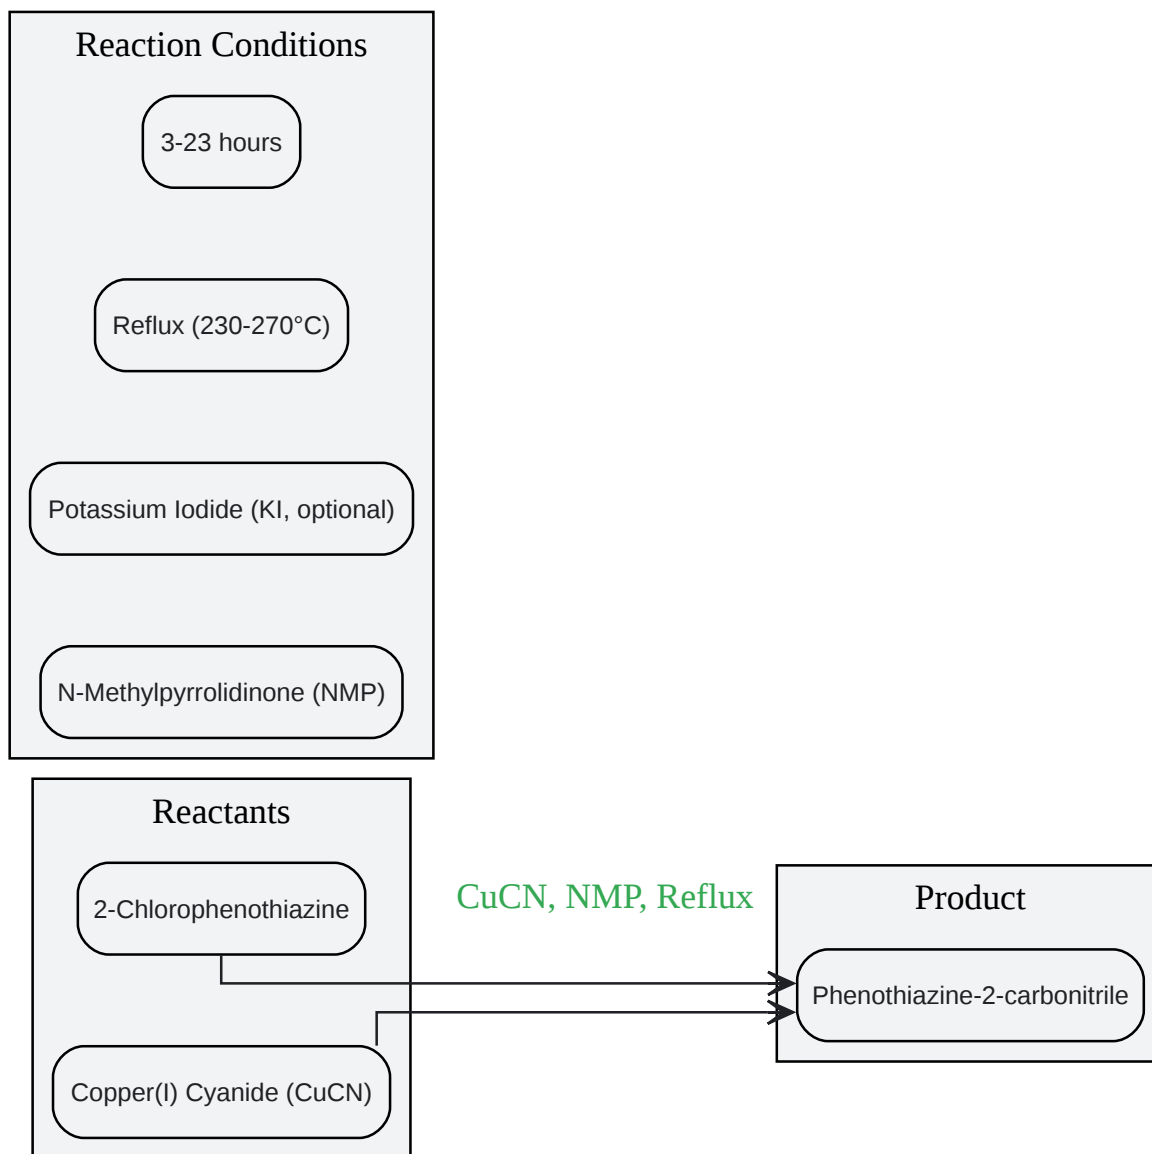 Reaction Conditions
3-23 hours
Reflux (230-270°C)
Potassium Iodide (KI, optional)
N-Methylpyrrolidinone (NMP)
Reactants
2-Chlorophenothiazine
Copper(I) Cyanide (CuCN)
CuCN, NMP, Reflux
Product
Phenothiazine-2-carbonitrile